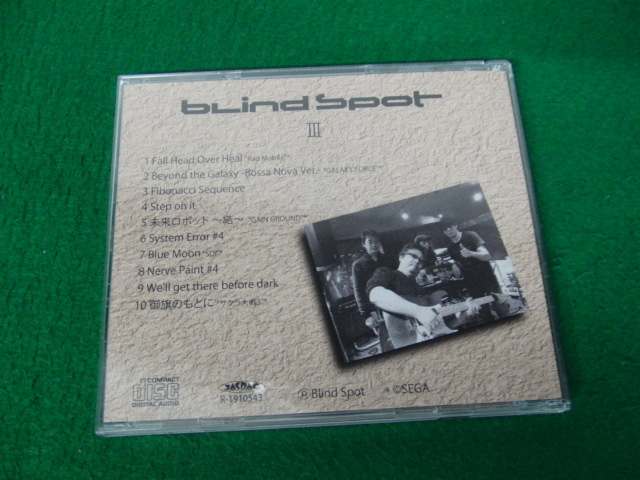 blind spot
III
1 Fall Head Over Heal "Rad Mobile"*
2 Beyond the Galaxy -Bossa Nova Ver.- "GALAXY FORCE"*
3 Fibonacci Sequence
4 Step on it
5 未来ロボット ～結～ "GAIN GROUND"*
6 System Error #4
7 Blue Moon
8 Nerve Paint #4
9 We'll get there before dark
10 御旗のもとに "サクラ大戦3"*
COMPACT
disc
DIGITAL AUDIO
JASRAC
R-1910543
Ⓟ Blind Spot
* ©SEGA.